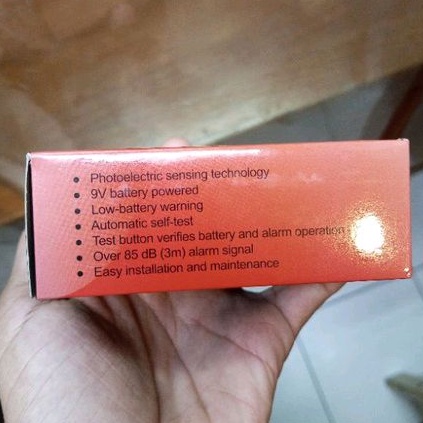 • Photoelectric sensing technology
• 9V battery powered
• Low-battery warning
• Automatic self-test
• Test button verifies battery and alarm operation
• Over 85 dB (3m) alarm signal
• Easy installation and maintenance